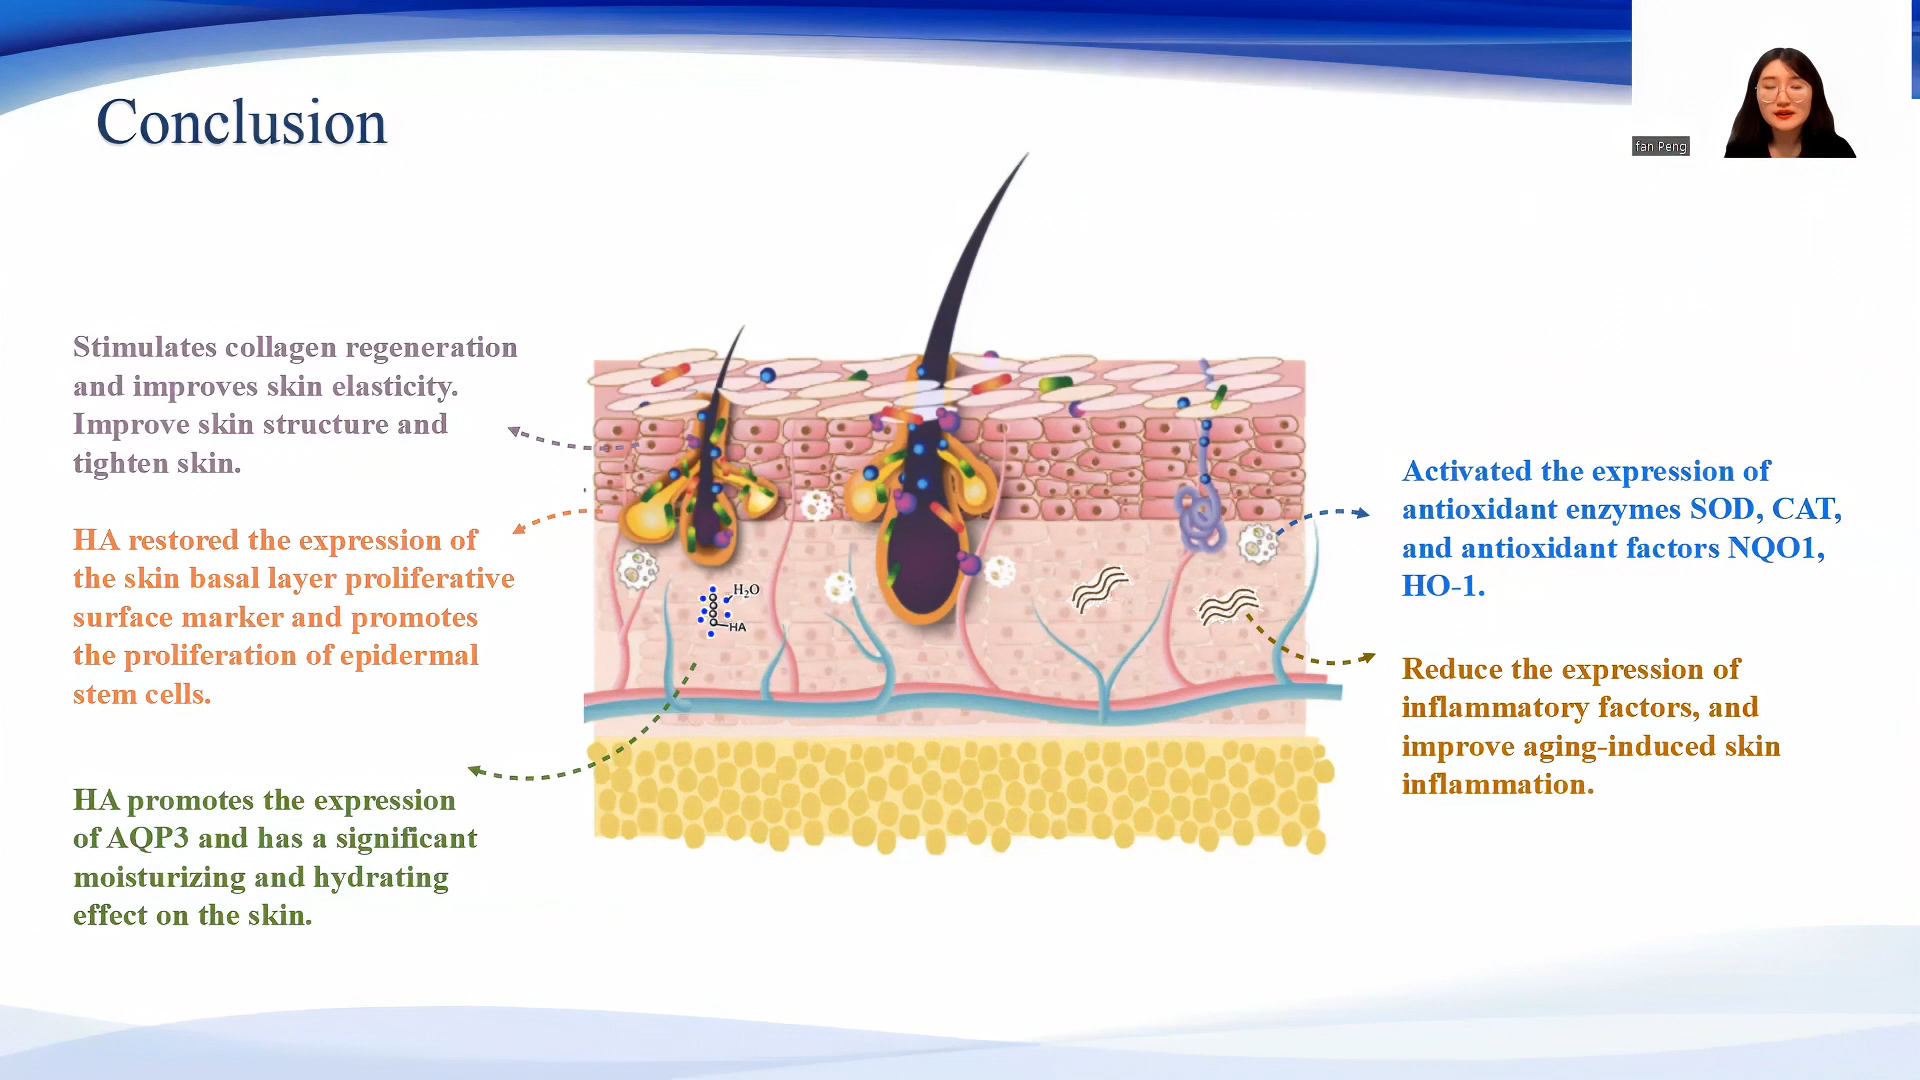 Conclusion
fan Peng
Stimulates collagen regeneration
and improves skin elasticity.
Improve skin structure and
tighten skin.
HA restored the expression of
the skin basal layer proliferative
surface marker and promotes
the proliferation of epidermal
stem cells.
HA promotes the expression
of AQP3 and has a significant
moisturizing and hydrating
effect on the skin.
H₂O
HA
Activated the expression of
antioxidant enzymes SOD, CAT,
and antioxidant factors NQO1,
HO-1.
Reduce the expression of
inflammatory factors, and
improve aging-induced skin
inflammation.